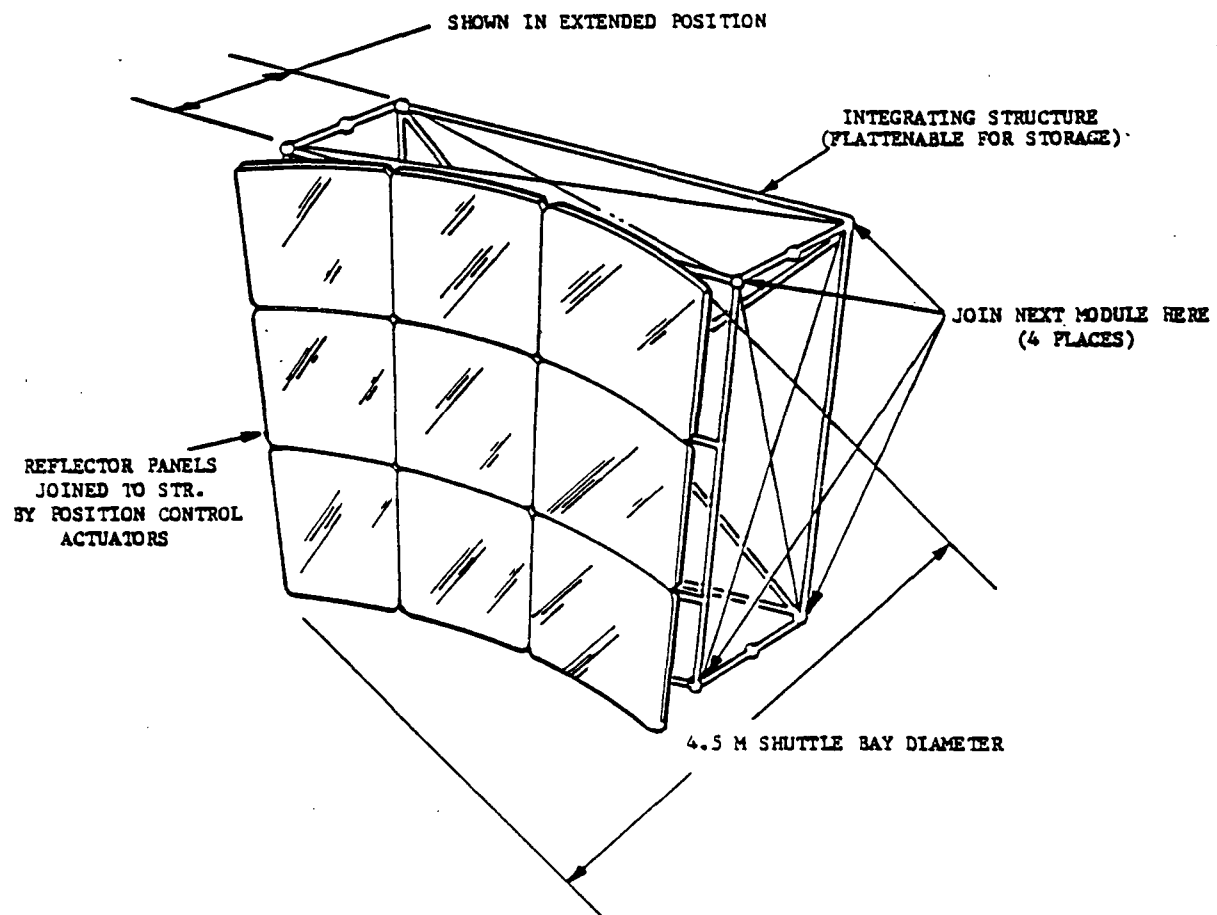 SHOWN IN EXTENDED POSITION
INTEGRATING STRUCTURE
(FLATTENABLE FOR STORAGE)
JOIN NEXT MODULE HERE
(4 PLACES)
REFLECTOR PANELS
JOINED TO STR.
BY POSITION CONTROL
ACTUATORS
4.5 M SHUTTLE BAY DIAMETER